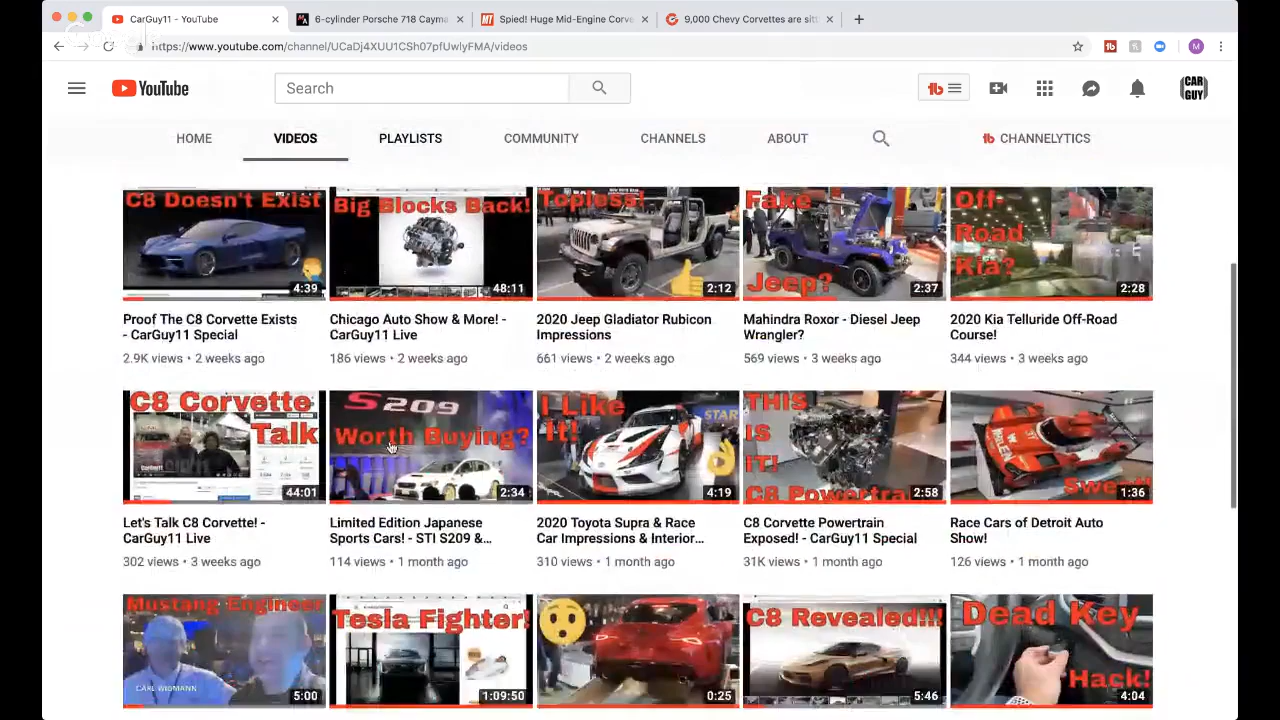 CarGuy11 - YouTube
6-cylinder Porsche 718 Cayma
Spied! Huge Mid-Engine Corve
9,000 Chevy Corvettes are sitt
https://www.youtube.com/channel/UCaDj4XUU1CSh07pfUwlyFMA/videos
YouTube
Search
CAR
GUY
HOME
VIDEOS
PLAYLISTS
COMMUNITY
CHANNELS
ABOUT
CHANNELYTICS
C8 Doesn't Exist
4:39
Big Blocks Back!
48:11
Topless!
2:12
Fake
Jeep?
2:37
Off-
Road
Kia?
2:28
Proof The C8 Corvette Exists
- CarGuy11 Special
2.9K views • 2 weeks ago
Chicago Auto Show & More! -
CarGuy11 Live
186 views • 2 weeks ago
2020 Jeep Gladiator Rubicon
Impressions
661 views • 2 weeks ago
Mahindra Roxor - Diesel Jeep
Wrangler?
569 views • 3 weeks ago
2020 Kia Telluride Off-Road
Course!
344 views • 3 weeks ago
C8 Corvette
Talk
44:01
S209
Worth Buying?
2:34
I Like
It!
START
4:19
THIS
IS
IT!
C8 Powertra
2:58
Sweet!
1:36
Let's Talk C8 Corvette! -
CarGuy11 Live
302 views • 3 weeks ago
Limited Edition Japanese
Sports Cars! - STI S209 &...
114 views • 1 month ago
2020 Toyota Supra & Race
Car Impressions & Interior...
310 views • 1 month ago
C8 Corvette Powertrain
Exposed! - CarGuy11 Special
31K views • 1 month ago
Race Cars of Detroit Auto
Show!
126 views • 1 month ago
Mustang Engineer
CARL WIDMANN
5:00
Tesla Fighter!
1:09:50
0:25
C8 Revealed!!!
5:46
Dead Key
Hack!
4:04